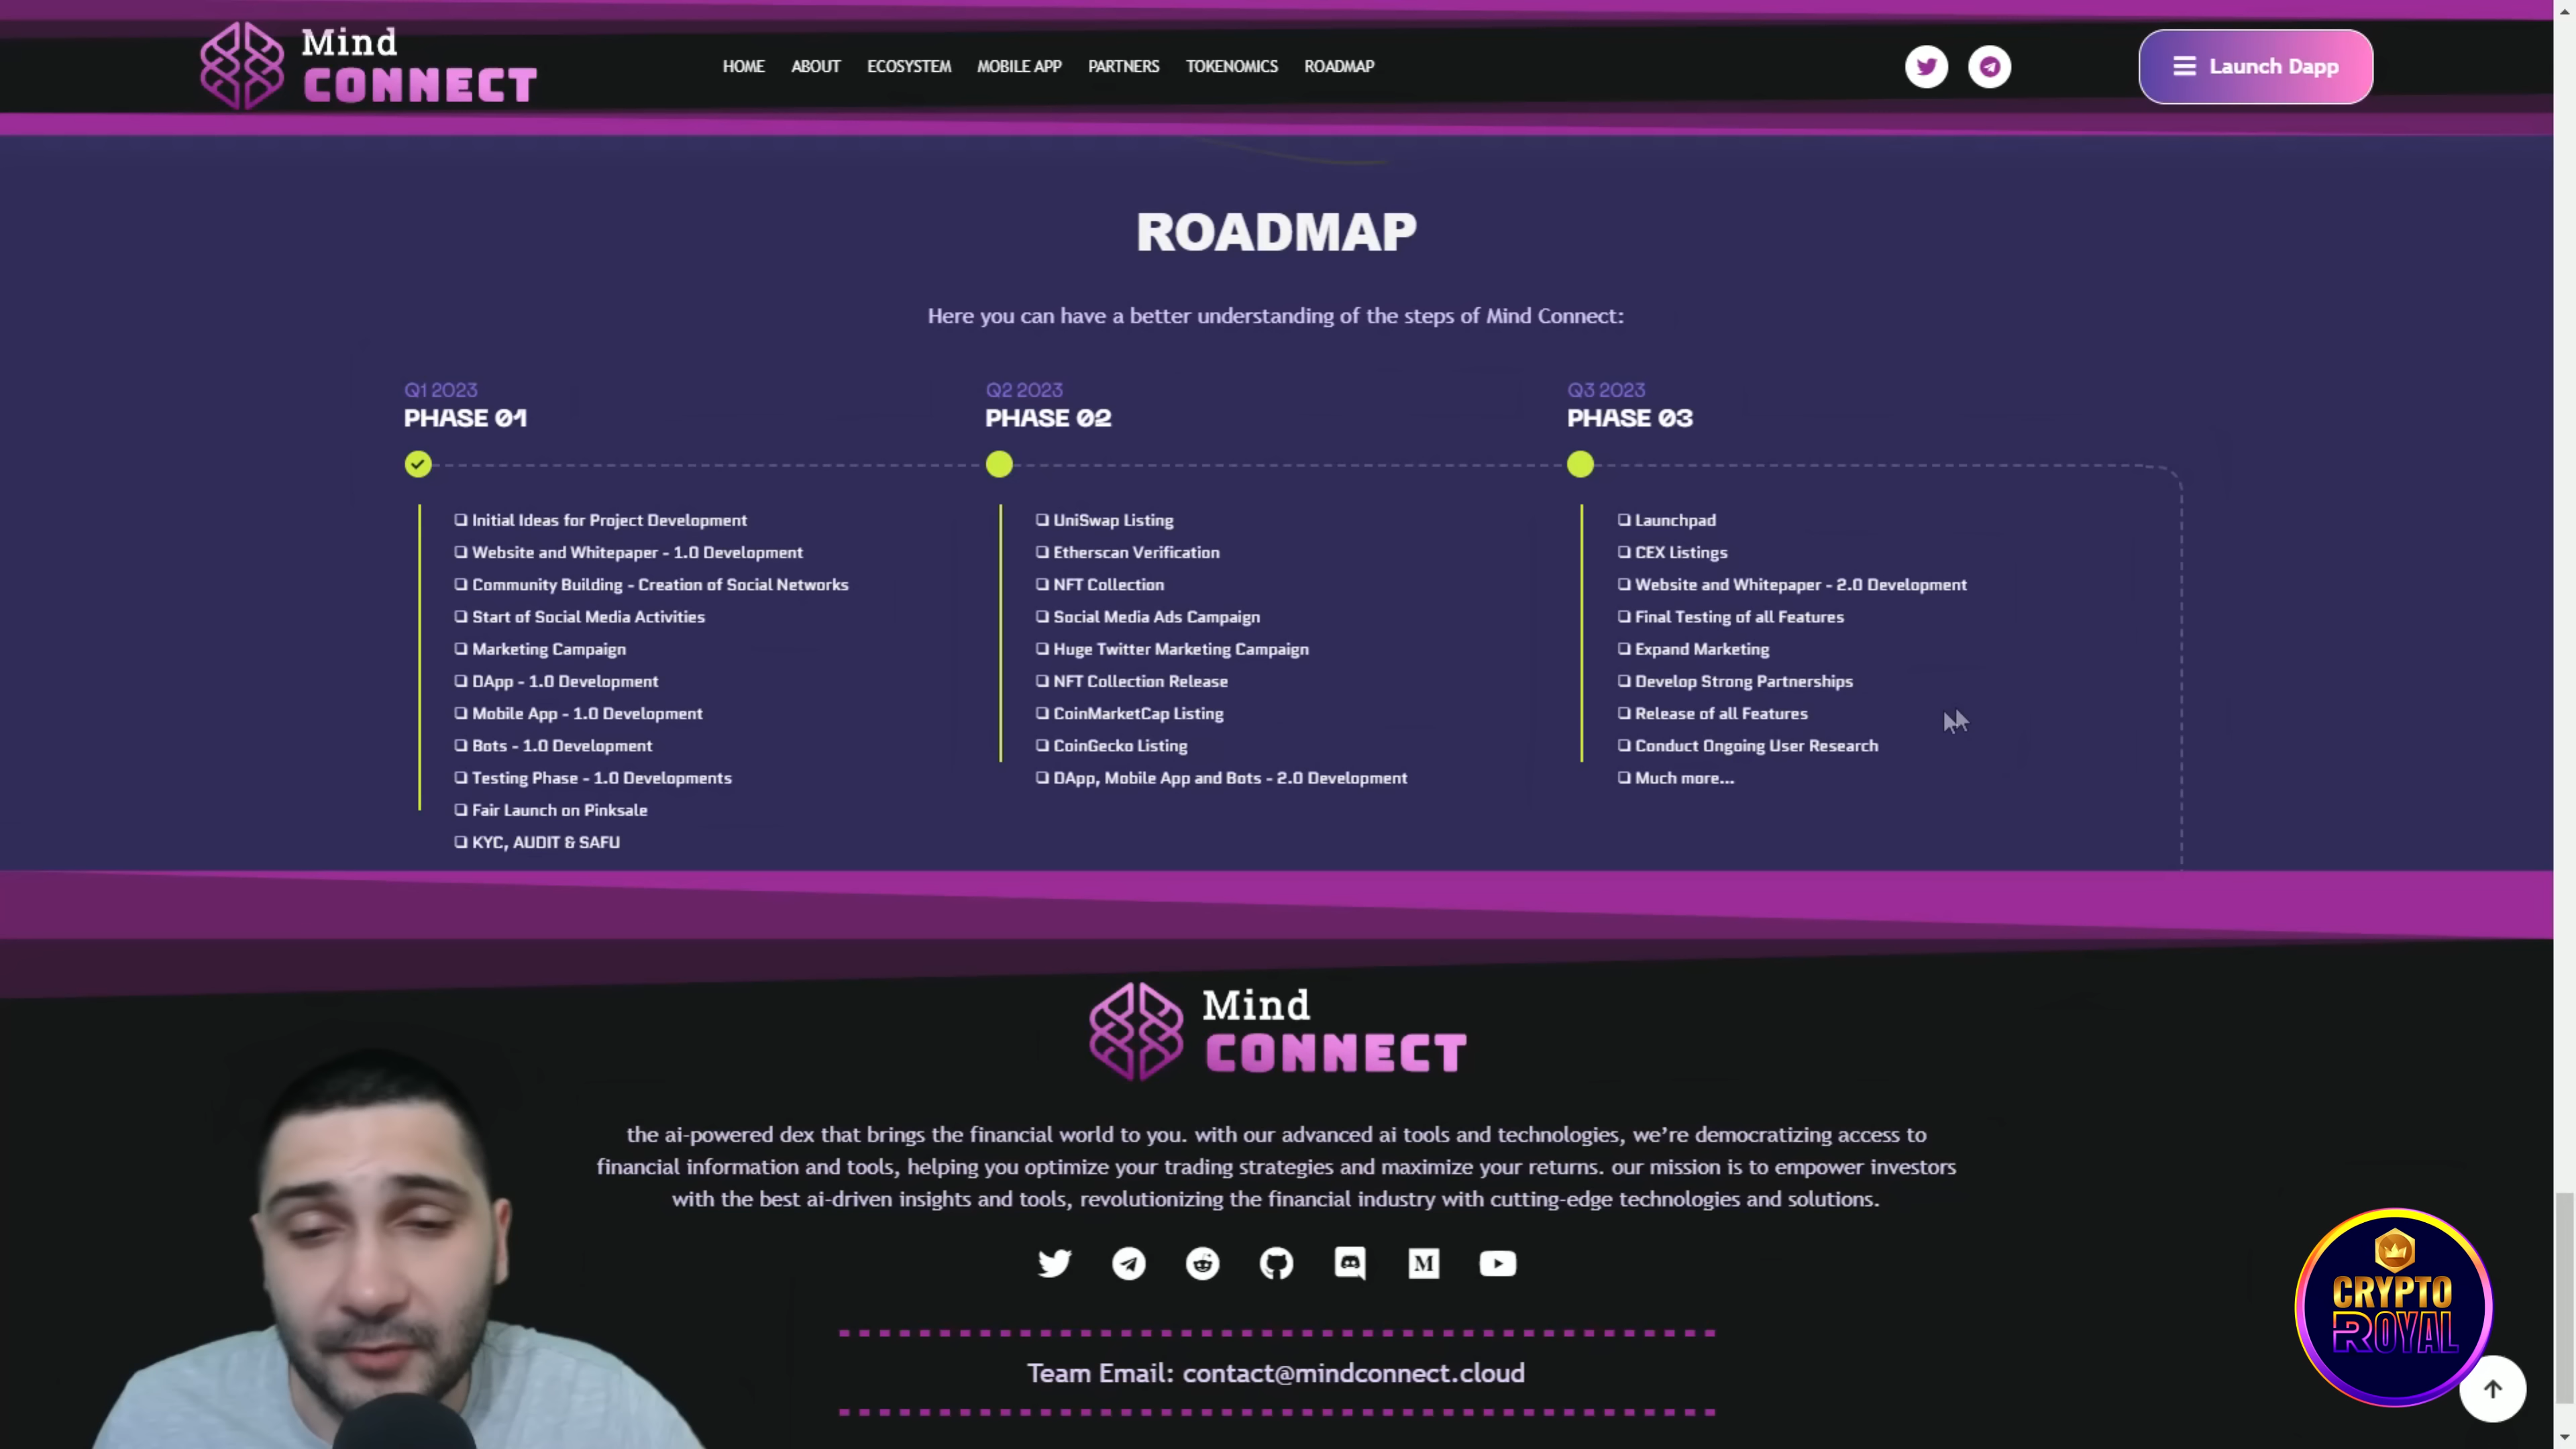 Mind
CONNECT
HOME ABOUT ECOSYSTEM MOBILE APP PARTNERS TOKENOMICS ROADMAP
Launch Dapp
ROADMAP
Here you can have a better understanding of the steps of Mind Connect:
Q1 2023
PHASE 01
❏ Initial Ideas for Project Development
❏ Website and Whitepaper - 1.0 Development
❏ Community Building - Creation of Social Networks
❏ Start of Social Media Activities
❏ Marketing Campaign
❏ DApp - 1.0 Development
❏ Mobile App - 1.0 Development
❏ Bots - 1.0 Development
❏ Testing Phase - 1.0 Developments
❏ Fair Launch on Pinksale
❏ KYC, AUDIT & SAFU
Q2 2023
PHASE 02
❏ UniSwap Listing
❏ Etherscan Verification
❏ NFT Collection
❏ Social Media Ads Campaign
❏ Huge Twitter Marketing Campaign
❏ NFT Collection Release
❏ CoinMarketCap Listing
❏ CoinGecko Listing
❏ DApp, Mobile App and Bots - 2.0 Development
Q3 2023
PHASE 03
❏ Launchpad
❏ CEX Listings
❏ Website and Whitepaper - 2.0 Development
❏ Final Testing of all Features
❏ Expand Marketing
❏ Develop Strong Partnerships
❏ Release of all Features
❏ Conduct Ongoing User Research
❏ Much more...
Mind
CONNECT
the ai-powered dex that brings the financial world to you. with our advanced ai tools and technologies, we're democratizing access to
financial information and tools, helping you optimize your trading strategies and maximize your returns. our mission is to empower investors
with the best ai-driven insights and tools, revolutionizing the financial industry with cutting-edge technologies and solutions.
M
Team Email: contact@mindconnect.cloud
CRYPTO
ROYAL